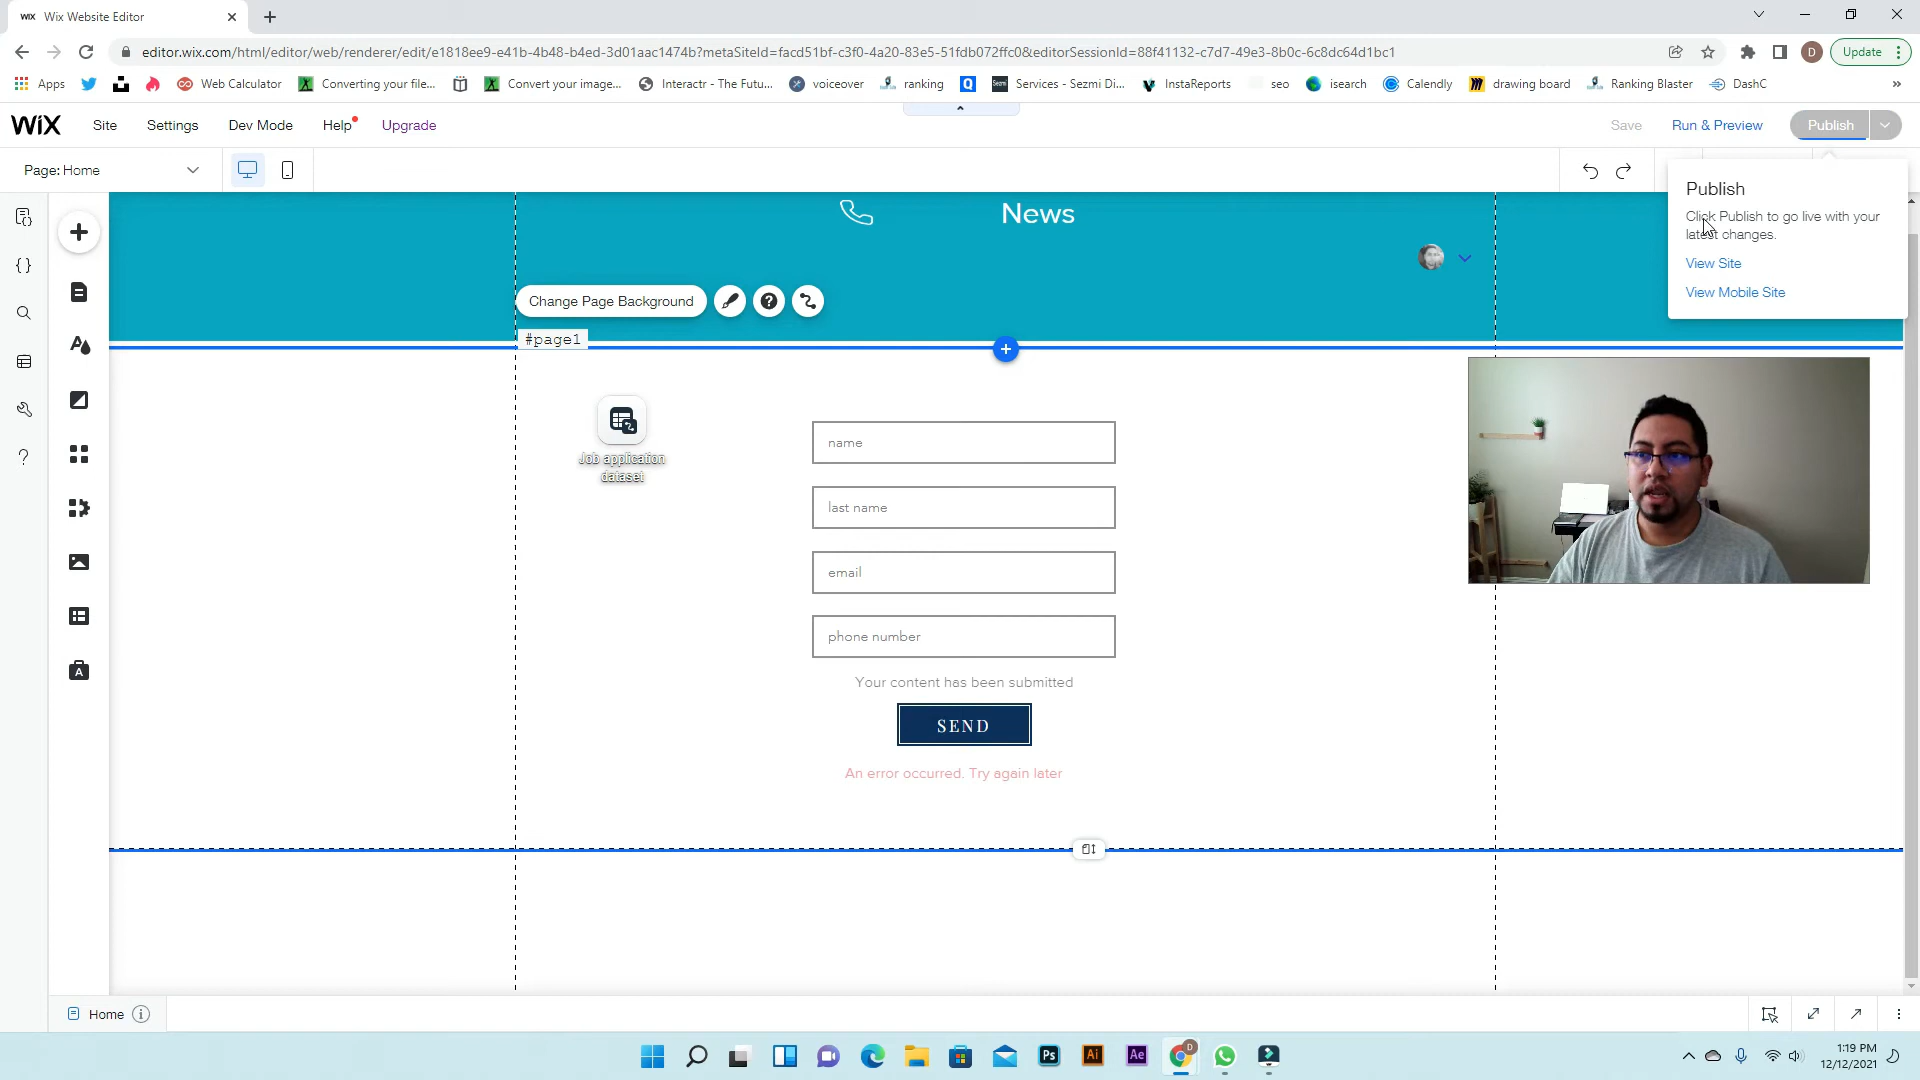 WIX Wix Website Editor
editor.wix.com/html/editor/web/renderer/edit/e1818ee9-e41b-4b48-b4ed-3d01aac1474b?metaSiteId=facd51bf-c3f0-4a20-83e5-51fdb072ffc0&editorSessionId=88f41132-c7d7-49e3-8b0c-6c8dc64d1bc1
D
Update
Apps
Web Calculator
Converting your file...
Convert your image...
Interactr - The Futu...
voiceover
ranking
Services - Sezmi Di...
InstaReports
seo
isearch
Calendly
drawing board
Ranking Blaster
DashC
»
WIX
Site
Settings
Dev Mode
Help
Upgrade
Save
Run & Preview
Publish
Page: Home
Publish
Click Publish to go live with your
latest changes.
View Site
View Mobile Site
News
Change Page Background
#page1
Job application
dataset
name
last name
email
phone number
Your content has been submitted
SEND
An error occurred. Try again later
Home
Ps
Ai
Ae
D
1:19 PM
12/12/2021